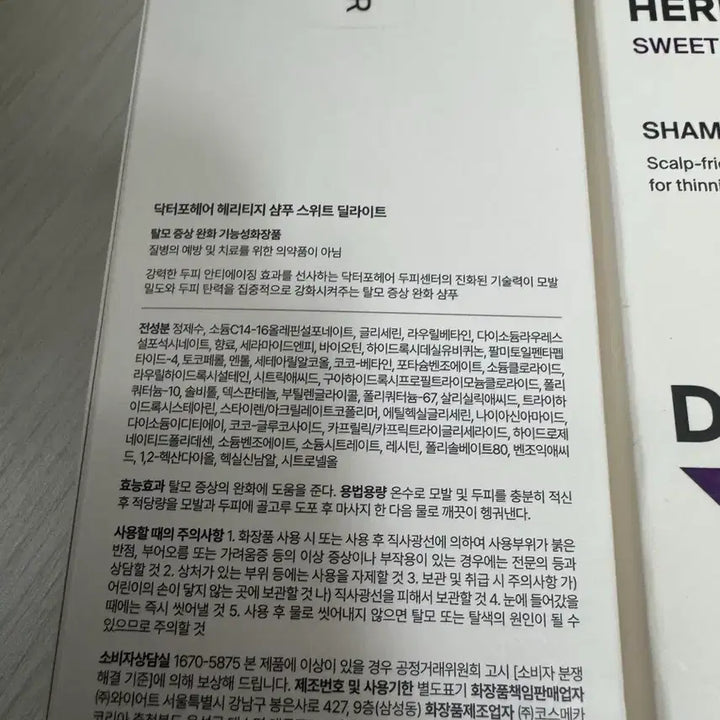 R
닥터포헤어 헤리티지 샴푸 스위트 딜라이트
탈모 증상 완화 기능성화장품
질병의 예방 및 치료를 위한 의약품이 아님
강력한 두피 안티에이징 효과를 선사하는 닥터포헤어 두피센터의 진화된 기술력이 모발
밀도와 두피 탄력을 집중적으로 강화시켜주는 탈모 증상 완화 샴푸
전성분 정제수, 소듐C14-16올레핀설포네이트, 글리세린, 라우릴베타인, 다이소듐라우레스
설포석시네이트, 향료, 세라마이드엔피, 바이오틴, 하이드록시데실유비퀴논, 팔미토일펜타펩
타이드-4, 토코페롤, 멘톨, 세테아릴알코올, 코코-베타인, 포타슘벤조에이트, 소듐클로라이드,
라우릴하이드록시설테인, 시트릭애씨드, 구아하이드록시프로필트라이모늄클로라이드, 폴리
쿼터늄-10, 솔비톨, 덱스판테놀, 부틸렌글라이콜, 폴리쿼터늄-67, 살리실릭애씨드, 트라이하
이드록시스테아린, 스타이렌/아크릴레이트코폴리머, 에틸헥실글리세린, 나이아신아마이드,
다이소듐이디티에이, 코코-글루코사이드, 카프릴릭/카프릭트라이글리세라이드, 하이드로제
네이티드폴리데센, 소듐벤조에이트, 소듐시트레이트, 레시틴, 폴리솔베이트80, 벤조익애씨
드, 1,2-헥산다이올, 헥실신남알, 시트로넬올
효능효과 탈모 증상의 완화에 도움을 준다. 용법용량 온수로 모발 및 두피를 충분히 적신
후 적당량을 모발과 두피에 골고루 도포 후 마사지 한 다음 물로 깨끗이 헹궈낸다.
사용할 때의 주의사항 1. 화장품 사용 시 또는 사용 후 직사광선에 의하여 사용부위가 붉은
반점, 부어오름 또는 가려움증 등의 이상 증상이나 부작용이 있는 경우에는 전문의 등과
상담할 것 2. 상처가 있는 부위 등에는 사용을 자제할 것 3. 보관 및 취급 시 주의사항 가)
어린이의 손이 닿지 않는 곳에 보관할 것 나) 직사광선을 피해서 보관할 것 4. 눈에 들어갔을
때에는 즉시 씻어낼 것 5. 사용 후 물로 씻어내지 않으면 탈모 또는 탈색의 원인이 될 수
있으므로 주의할 것
소비자상담실 1670-5875 본 제품에 이상이 있을 경우 공정거래위원회 고시 [소비자 분쟁
해결 기준]에 의해 보상해 드립니다. 제조번호 및 사용기한 별도표기 화장품책임판매업자
(주)와이어트 서울특별시 강남구 봉은사로 427, 9층(삼성동) 화장품제조업자 (주)코스메카
HER
SWEET
SHAM
Scalp-frie
for thinni
D